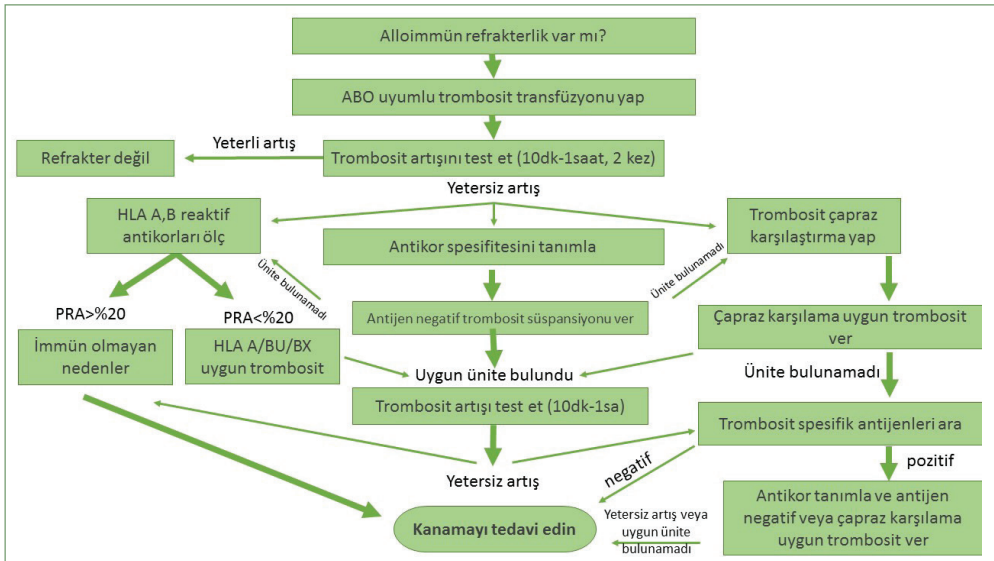 Alloimmün refrakterlik var mı?
ABO uyumlu trombosit transfüzyonu yap
Yeterli artış
Refrakter değil
Trombosit artışını test et (10dk-1saat, 2 kez)
Yetersiz artış
HLA A,B reaktif
antikorları ölç
Antikor spesifitesini tanımla
Trombosit çapraz
karşılaştırma yap
Ünite bulunamadı
Ünite bulunamadı
PRA>%20
PRA<%20
Antijen negatif trombosit süspansiyonu ver
Çapraz karşılama uygun trombosit
ver
İmmün olmayan
nedenler
HLA A/BU/BX
uygun trombosit
Uygun ünite bulundu
Ünite bulunamadı
Trombosit artışı test et (10dk-1sa)
Trombosit spesifik antijenleri ara
negatif
pozitif
Yetersiz artış
Kanamayı tedavi edin
Yetersiz artış veya
uygun ünite
bulunamadı
Antikor tanımla ve antijen
negatif veya çapraz karşılama
uygun trombosit ver